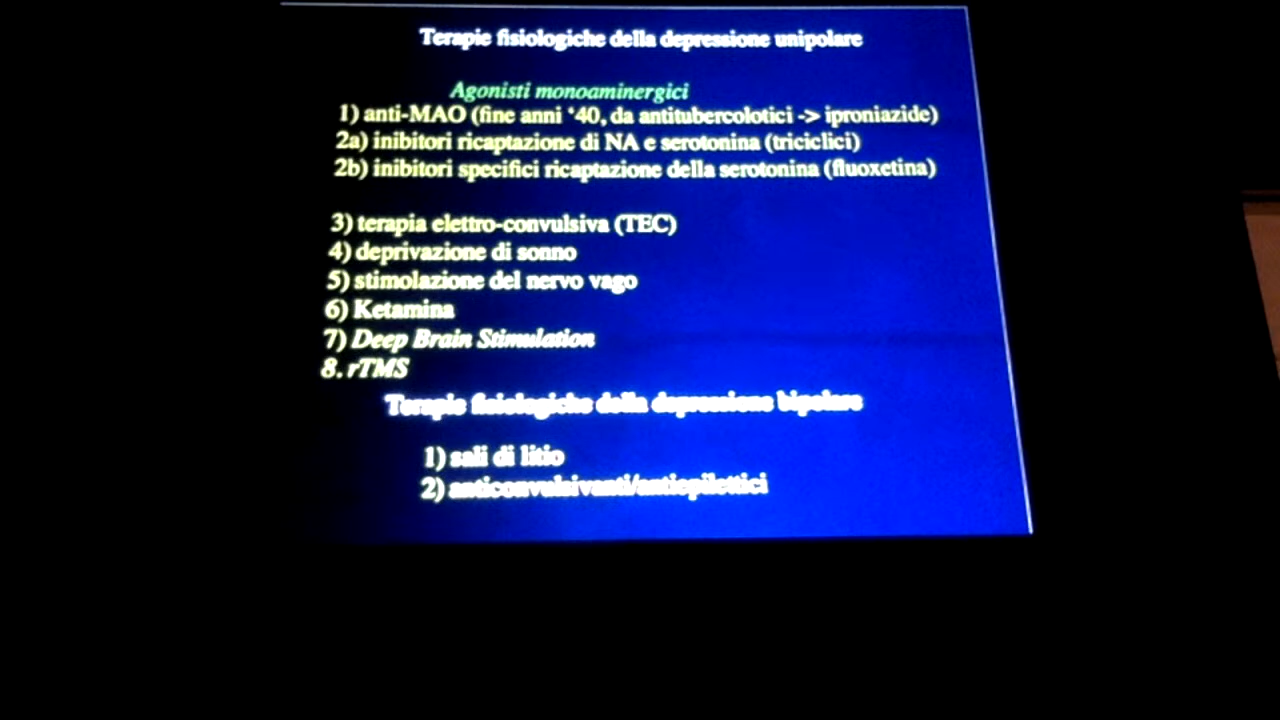 Terapie fisiologiche della depressione unipolare
Agonisti monoaminergici
1) anti-MAO (fine anni '40, da antitubercolotici -> iproniazide)
2a) inibitori ricaptazione di NA e serotonina (triciclici)
2b) inibitori specifici ricaptazione della serotonina (fluoxetina)
3) terapia elettro-convulsiva (TEC)
4) deprivazione di sonno
5) stimolazione del nervo vago
6) Ketamina
7) Deep Brain Stimulation
8. rTMS
Terapie fisiologiche della depressione bipolare
1) sali di litio
2) anticonvulsivanti/antiepilettici